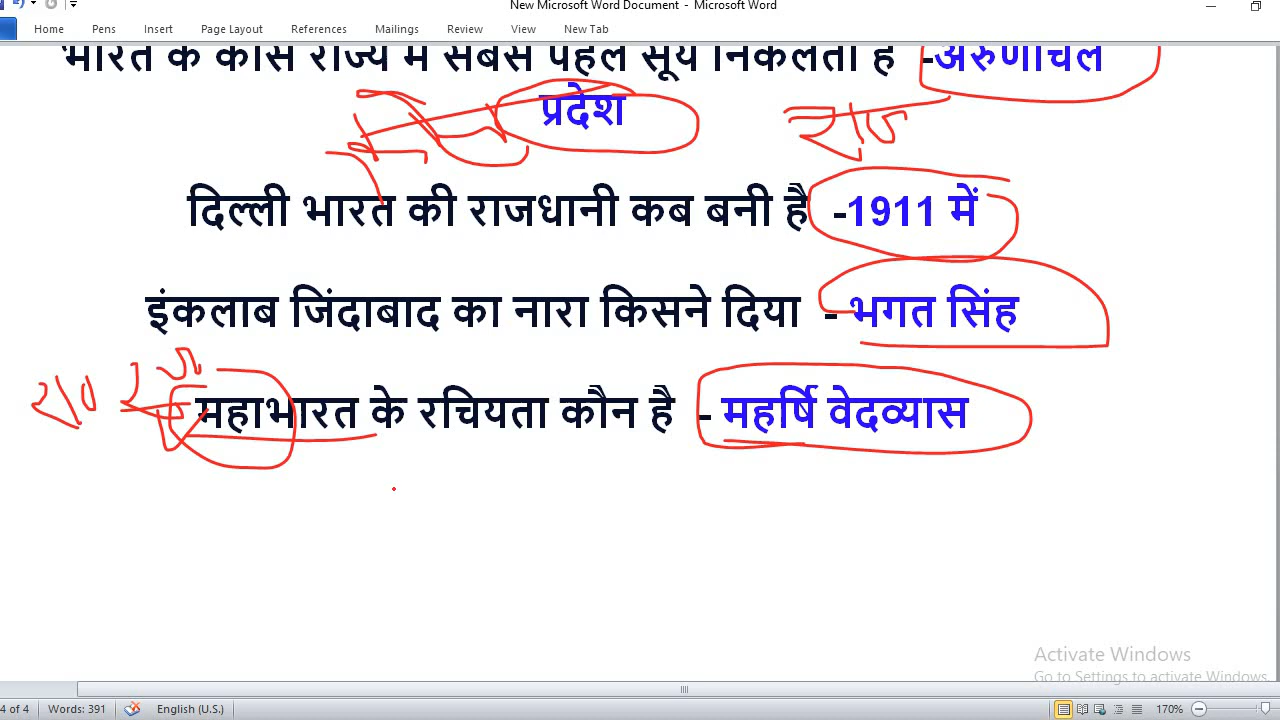 New Microsoft Word Document - Microsoft Word
Home Pens Insert Page Layout References Mailings Review View New Tab
भारत के कीस राज्य में सबसे पहले सूर्य निकलता है -अरुणाचल
प्रदेश
दिल्ली भारत की राजधानी कब बनी है -1911 में
इंकलाब जिंदाबाद का नारा किसने दिया - भगत सिंह
महाभारत के रचियता कौन है - महर्षि वेदव्यास
Activate Windows
Go to Settings to activate Windows.
4 of 4 Words: 391 English (U.S.) 170%